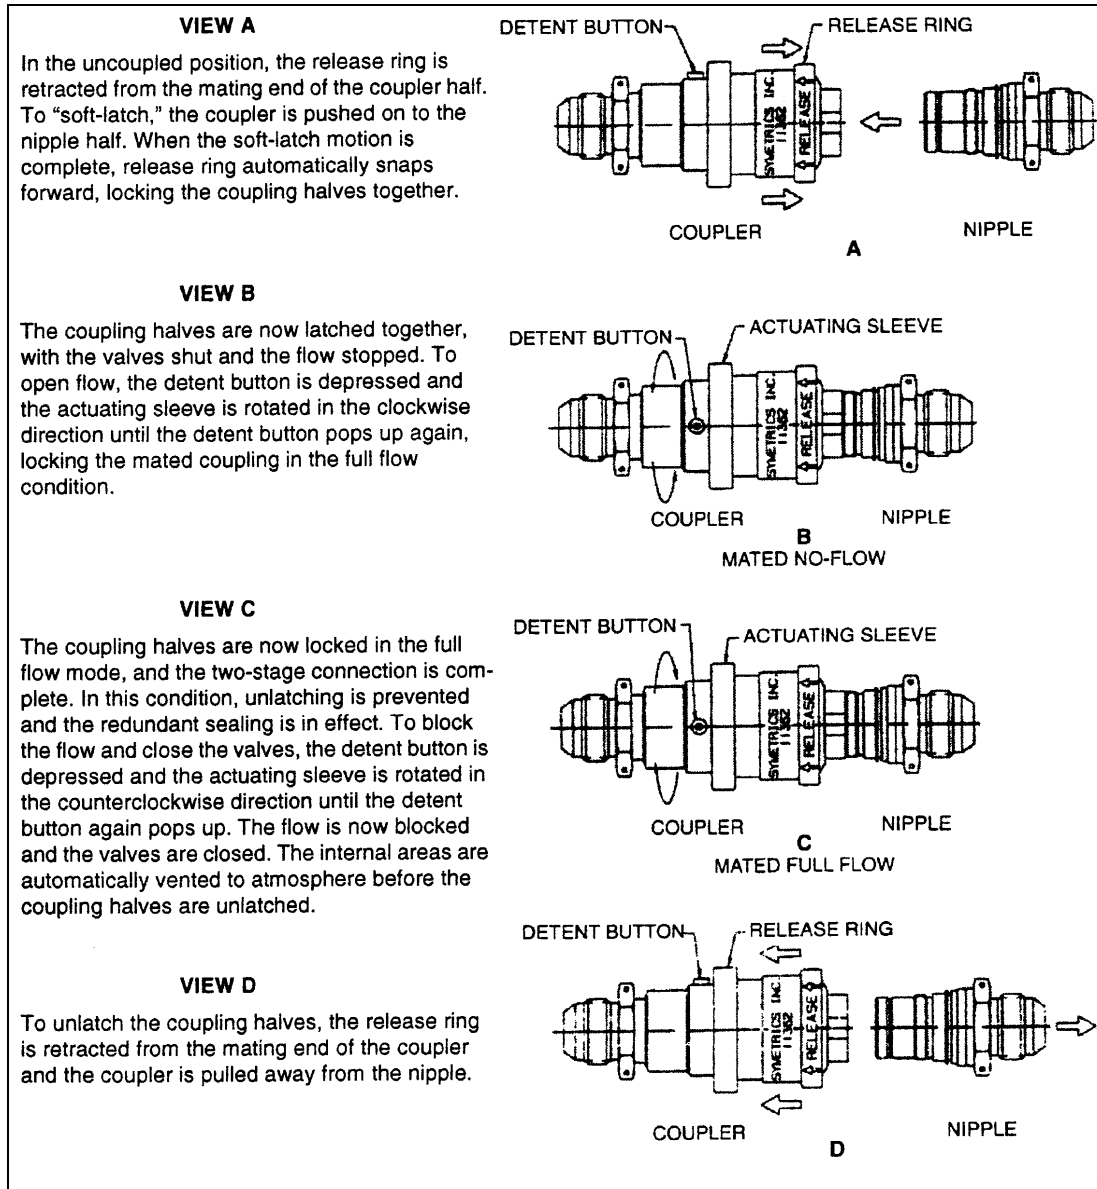 VIEW A
In the uncoupled position, the release ring is
retracted from the mating end of the coupler half.
To “soft-latch,” the coupler is pushed on to the
nipple half. When the soft-latch motion is
complete, release ring automatically snaps
forward, locking the coupling halves together.
DETENT BUTTON
RELEASE RING
SYMETRICS INC.
11362
RELEASE
COUPLER
NIPPLE
A
VIEW B
The coupling halves are now latched together,
with the valves shut and the flow stopped. To
open flow, the detent button is depressed and
the actuating sleeve is rotated in the clockwise
direction until the detent button pops up again,
locking the mated coupling in the full flow
condition.
DETENT BUTTON
ACTUATING SLEEVE
SYMETRICS INC.
11362
RELEASE
COUPLER
NIPPLE
B
MATED NO-FLOW
VIEW C
The coupling halves are now locked in the full
flow mode, and the two-stage connection is com-
plete. In this condition, unlatching is prevented
and the redundant sealing is in effect. To block
the flow and close the valves, the detent button is
depressed and the actuating sleeve is rotated in
the counterclockwise direction until the detent
button again pops up. The flow is now blocked
and the valves are closed. The internal areas are
automatically vented to atmosphere before the
coupling halves are unlatched.
DETENT BUTTON
ACTUATING SLEEVE
SYMETRICS INC.
11362
RELEASE
COUPLER
NIPPLE
C
MATED FULL FLOW
VIEW D
To unlatch the coupling halves, the release ring
is retracted from the mating end of the coupler
and the coupler is pulled away from the nipple.
DETENT BUTTON
RELEASE RING
SYMETRICS INC.
11362
RELEASE
COUPLER
NIPPLE
D